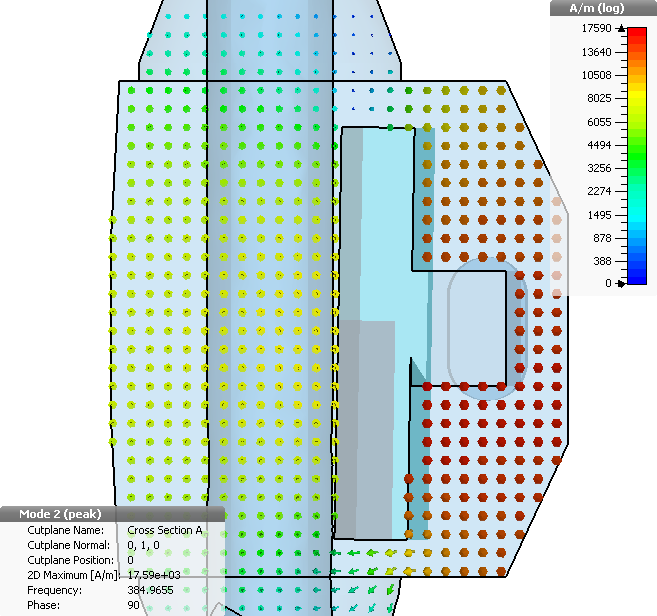 A/m (log)
17590
13640
10508
8025
6055
4494
3256
2274
1495
878
388
0
Mode 2 (peak)
Cutplane Name: Cross Section A
Cutplane Normal: 0, 1, 0
Cutplane Position: 0
2D Maximum [A/m]: 17.59e+03
Frequency: 384.9655
Phase: 90